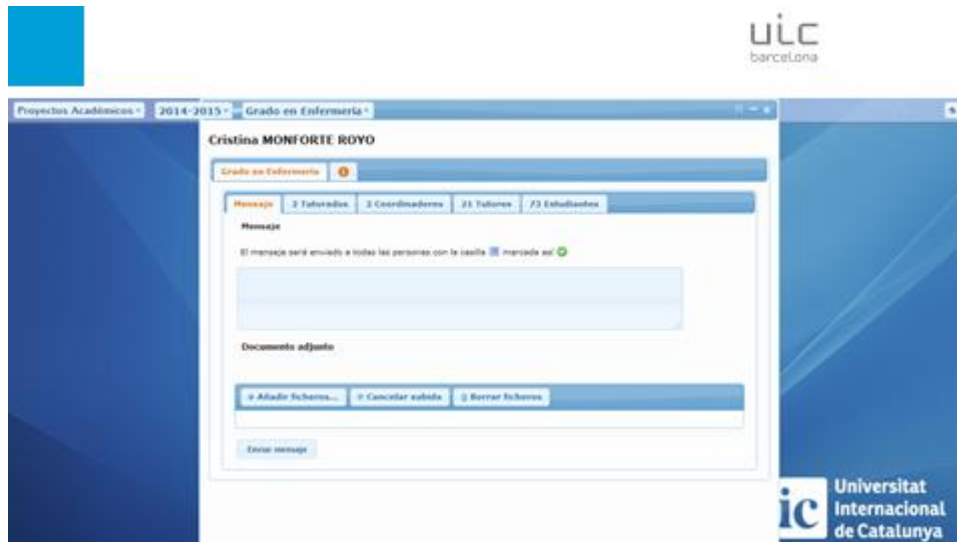 uic
barcelona
Proyectos Académicos 2014-2015 Grado en Enfermería
Cristina MONFORTE ROYO
Grado en Enfermería
Mensaje 2 Tutorados 2 Coordinadores 21 Tutores 73 Estudiantes
Mensaje
El mensaje será enviado a todas las personas con la casilla marcada así
Documento adjunto
+ Añadir ficheros... Cancelar subida Borrar ficheros
Enviar mensaje
ic
Universitat
Internacional
de Catalunya